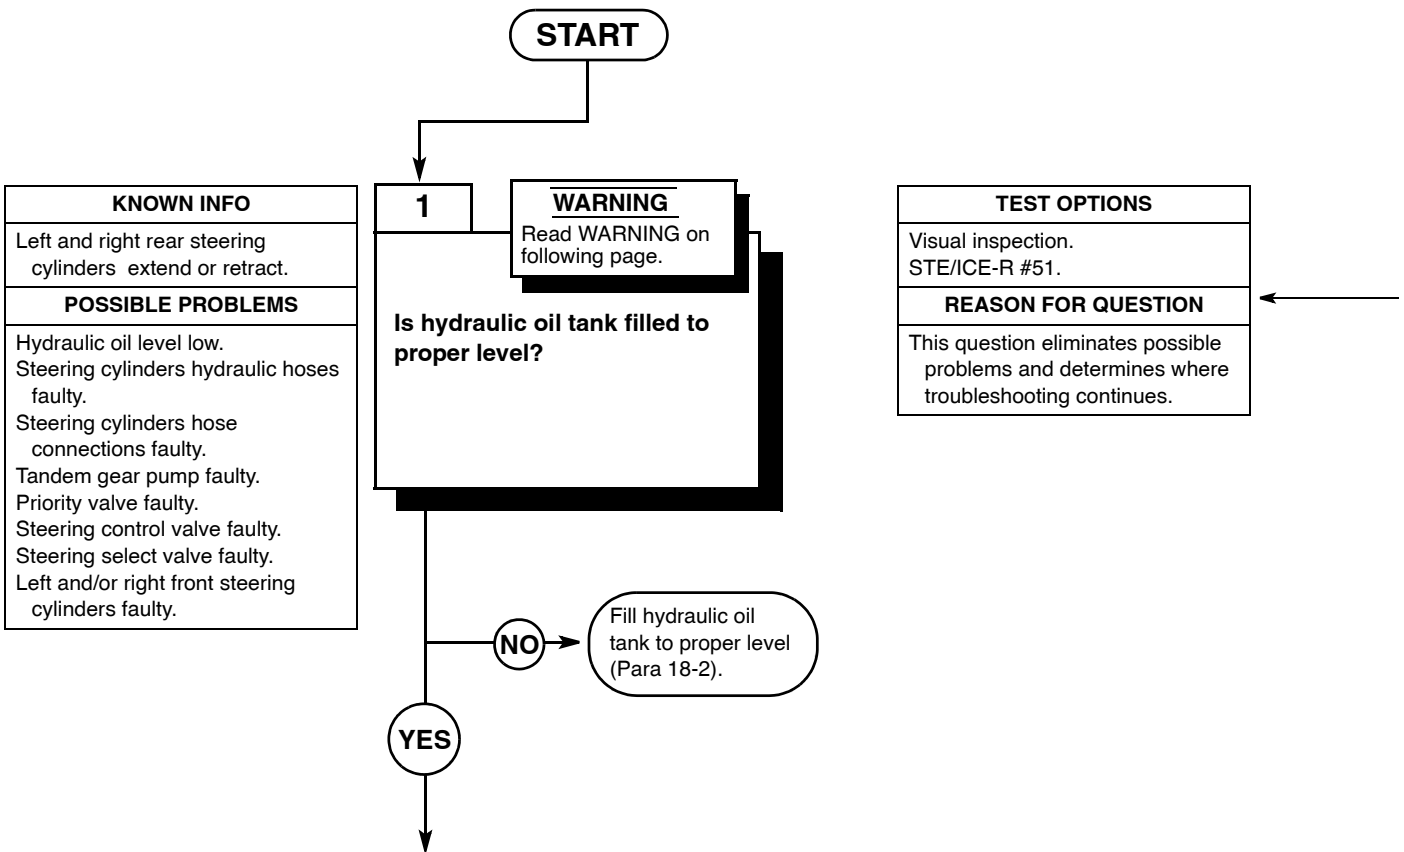 START
KNOWN INFO
Left and right rear steering
cylinders extend or retract.
POSSIBLE PROBLEMS
Hydraulic oil level low.
Steering cylinders hydraulic hoses
faulty.
Steering cylinders hose
connections faulty.
Tandem gear pump faulty.
Priority valve faulty.
Steering control valve faulty.
Steering select valve faulty.
Left and/or right front steering
cylinders faulty.
1
WARNING
Read WARNING on
following page.
Is hydraulic oil tank filled to
proper level?
TEST OPTIONS
Visual inspection.
STE/ICE-R #51.
REASON FOR QUESTION
This question eliminates possible
problems and determines where
troubleshooting continues.
NO
Fill hydraulic oil
tank to proper level
(Para 18-2).
YES